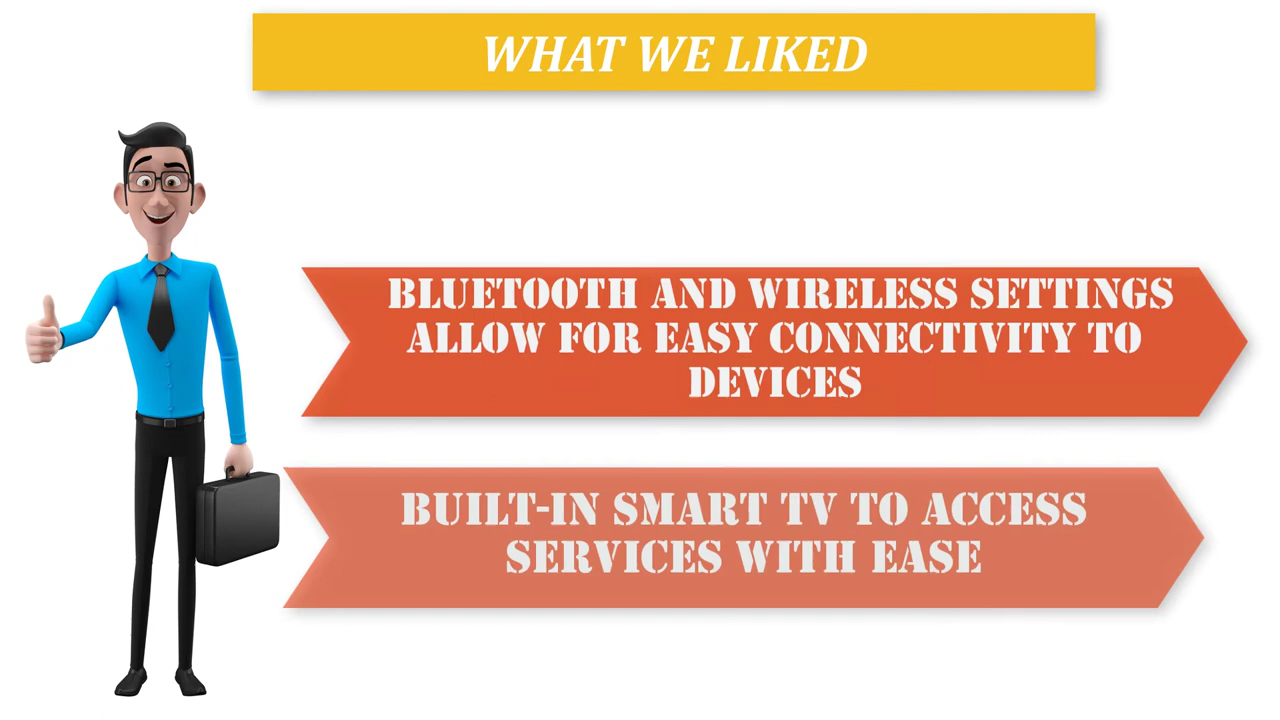 WHAT WE LIKED
BLUETOOTH AND WIRELESS SETTINGS
ALLOW FOR EASY CONNECTIVITY TO
DEVICES
BUILT-IN SMART TV TO ACCESS
SERVICES WITH EASE